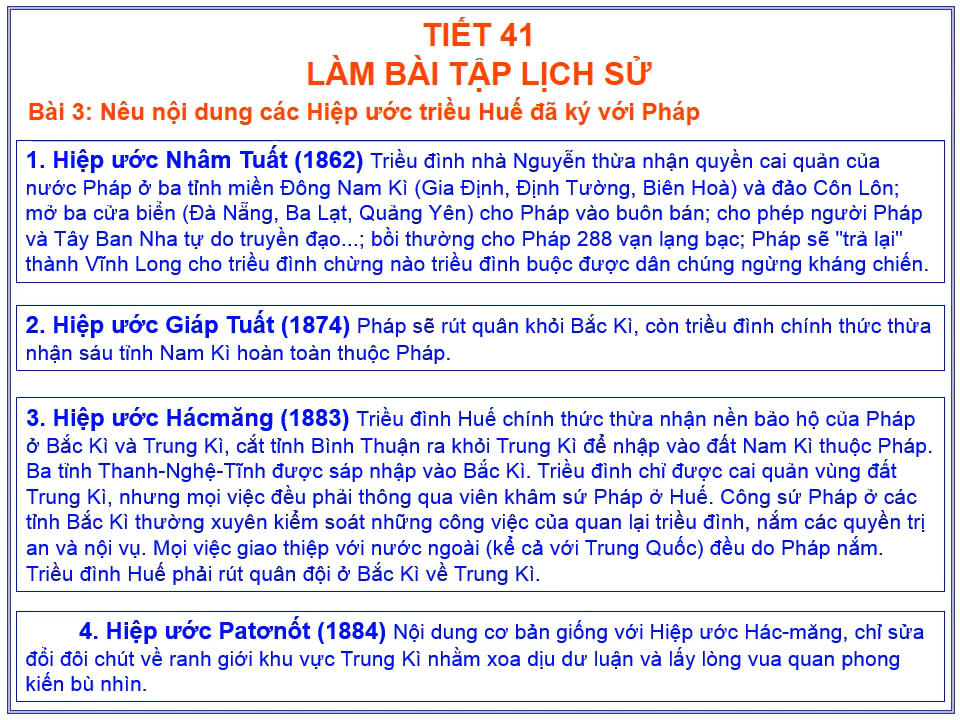 TIẾT 41
LÀM BÀI TẬP LỊCH SỬ
Bài 3: Nêu nội dung các Hiệp ước triều Huế đã ký với Pháp
1. Hiệp ước Nhâm Tuất (1862) Triều đình nhà Nguyễn thừa nhận quyền cai quản của
nước Pháp ở ba tỉnh miền Đông Nam Kì (Gia Định, Định Tường, Biên Hoà) và đảo Côn Lôn;
mở ba cửa biển (Đà Nẵng, Ba Lạt, Quảng Yên) cho Pháp vào buôn bán; cho phép người Pháp
và Tây Ban Nha tự do truyền đạo...; bồi thường cho Pháp 288 vạn lạng bạc; Pháp sẽ "trả lại"
thành Vĩnh Long cho triều đình chừng nào triều đình buộc được dân chúng ngừng kháng chiến.
2. Hiệp ước Giáp Tuất (1874) Pháp sẽ rút quân khỏi Bắc Kì, còn triều đình chính thức thừa
nhận sáu tỉnh Nam Kì hoàn toàn thuộc Pháp.
3. Hiệp ước Hácmăng (1883) Triều đình Huế chính thức thừa nhận nền bảo hộ của Pháp
ở Bắc Kì và Trung Kì, cắt tỉnh Bình Thuận ra khỏi Trung Kì để nhập vào đất Nam Kì thuộc Pháp.
Ba tỉnh Thanh-Nghệ-Tĩnh được sáp nhập vào Bắc Kì. Triều đình chỉ được cai quản vùng đất
Trung Kì, nhưng mọi việc đều phải thông qua viên khâm sứ Pháp ở Huế. Công sứ Pháp ở các
tỉnh Bắc Kì thường xuyên kiểm soát những công việc của quan lại triều đình, nắm các quyền trị
an và nội vụ. Mọi việc giao thiệp với nước ngoài (kể cả với Trung Quốc) đều do Pháp nắm.
Triều đình Huế phải rút quân đội ở Bắc Kì về Trung Kì.
4. Hiệp ước Patơnốt (1884) Nội dung cơ bản giống với Hiệp ước Hác-măng, chỉ sửa
đổi đôi chút về ranh giới khu vực Trung Kì nhằm xoa dịu dư luận và lấy lòng vua quan phong
kiến bù nhìn.